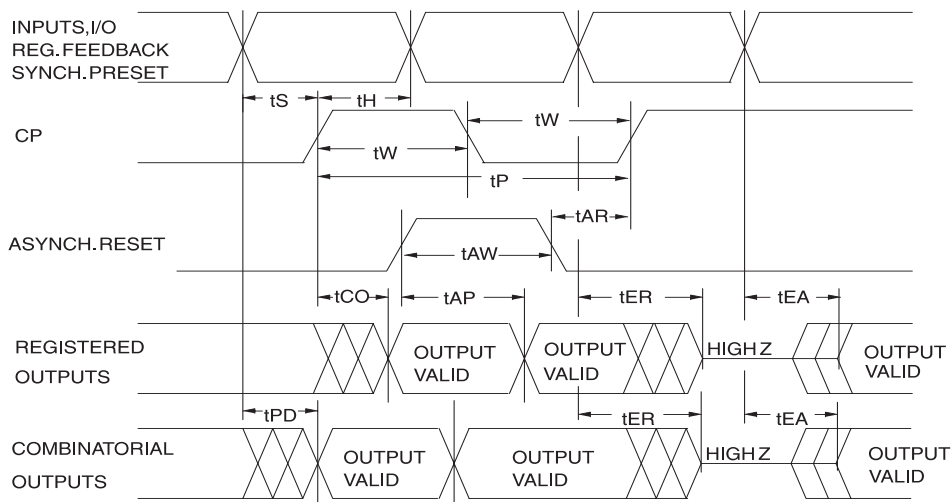 INPUTS,I/O
REG.FEEDBACK
SYNCH.PRESET
tS
tH
tW
CP
tW
tP
tAR
ASYNCH.RESET
tAW
tCO
tAP
tER
tEA
REGISTERED
OUTPUTS
OUTPUT
VALID
OUTPUT
VALID
HIGH Z
OUTPUT
VALID
tPD
tER
tEA
COMBINATORIAL
OUTPUTS
OUTPUT
VALID
OUTPUT
VALID
HIGH Z
OUTPUT
VALID